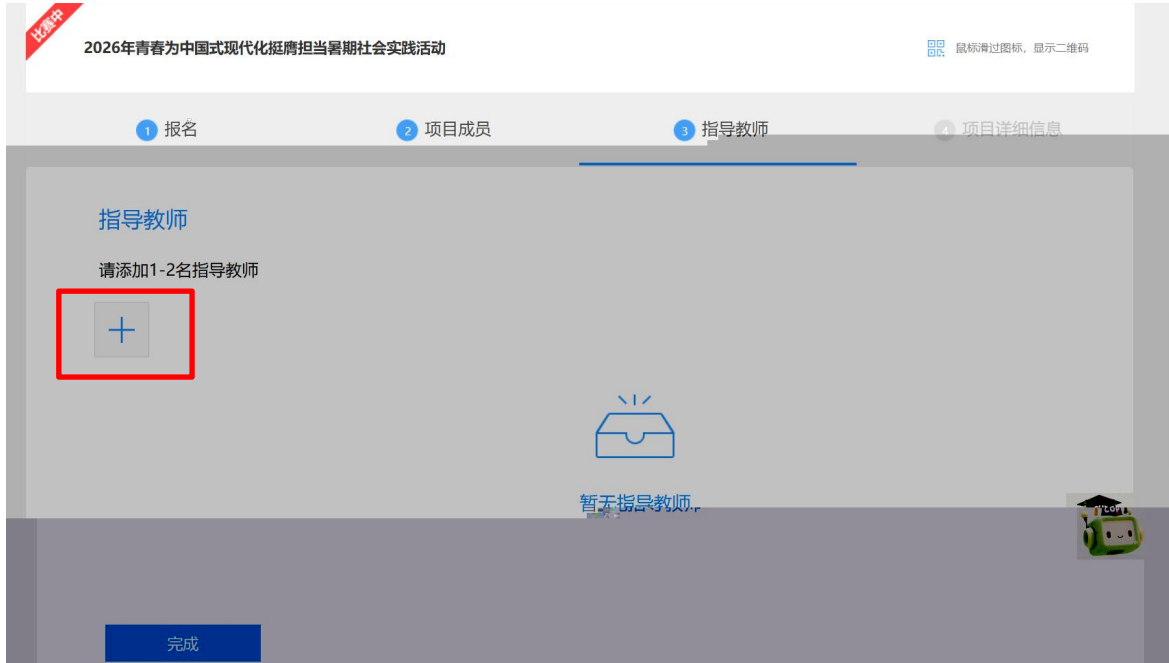 比赛中
2026年青春为中国式现代化挺膺担当暑期社会实践活动
鼠标滑过图标，显示二维码
1 报名
2 项目成员
3 指导教师
4 项目详细信息
指导教师
请添加1-2名指导教师
暂无指导教师
完成